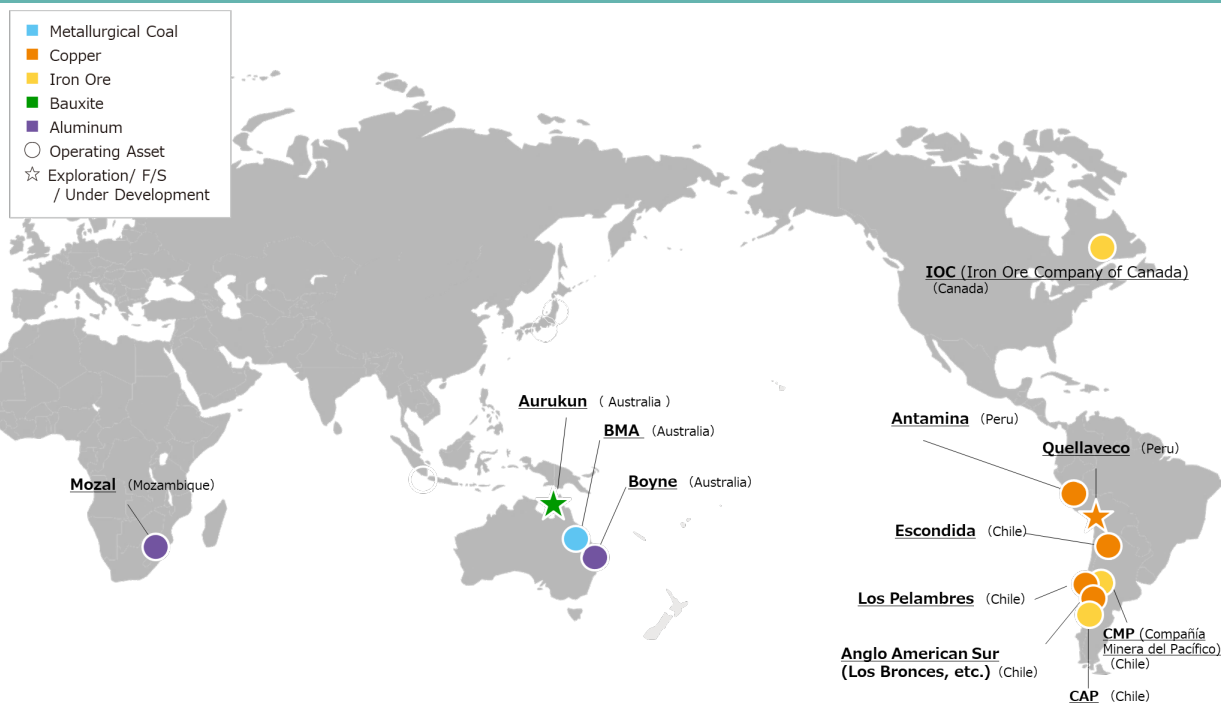 Metallurgical Coal
Copper
Iron Ore
Bauxite
Aluminum
Operating Asset
Exploration/ F/S
/ Under Development
IOC (Iron Ore Company of Canada)
(Canada)
Aurukun ( Australia )
BMA (Australia)
Boyne (Australia)
Mozal (Mozambique)
Antamina (Peru)
Quellaveco (Peru)
Escondida (Chile)
Los Pelambres (Chile)
Anglo American Sur
(Los Bronces, etc.) (Chile)
CMP (Compañía
Minera del Pacífico)
(Chile)
CAP (Chile)